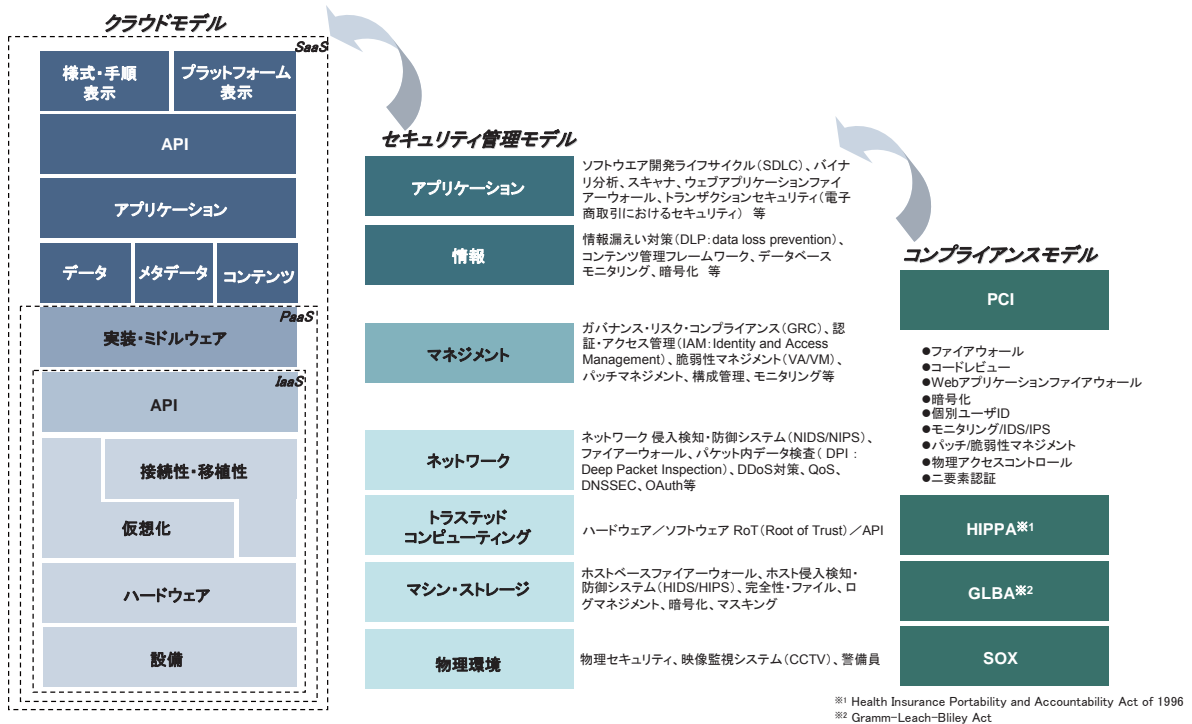 クラウドモデル
SaaS
様式・手順
表示
プラットフォーム
表示
API
アプリケーション
データ
メタデータ
コンテンツ
PaaS
実装・ミドルウェア
IaaS
API
接続性・移植性
仮想化
ハードウェア
設備
セキュリティ管理モデル
アプリケーション
ソフトウエア開発ライフサイクル(SDLC)、バイナ
リ分析、スキャナ、ウェブアプリケーションファイ
アーウォール、トランザクションセキュリティ(電子
商取引におけるセキュリティ) 等
情報
情報漏えい対策(DLP:data loss prevention)、
コンテンツ管理フレームワーク、データベース
モニタリング、暗号化 等
マネジメント
ガバナンス・リスク・コンプライアンス(GRC)、認
証・アクセス管理(IAM:Identity and Access
Management)、脆弱性マネジメント(VA/VM)、
パッチマネジメント、構成管理、モニタリング等
ネットワーク
ネットワーク 侵入検知・防御システム(NIDS/NIPS)、
ファイアーウォール、パケット内データ検査( DPI :
Deep Packet Inspection)、DDoS対策、QoS、
DNSSEC、OAuth等
トラステッド
コンピューティング
ハードウェア/ソフトウェア RoT(Root of Trust)/API
マシン・ストレージ
ホストベースファイアーウォール、ホスト侵入検知・
防御システム(HIDS/HIPS)、完全性・ファイル、ロ
グマネジメント、暗号化、マスキング
物理環境
物理セキュリティ、映像監視システム(CCTV)、警備員
コンプライアンスモデル
PCI
●ファイアウォール
●コードレビュー
●Webアプリケーションファイアウォール
●暗号化
●個別ユーザID
●モニタリング/IDS/IPS
●パッチ/脆弱性マネジメント
●物理アクセスコントロール
●二要素認証
HIPPA※1
GLBA※2
SOX
※1 Health Insurance Portability and Accountability Act of 1996
※2 Gramm-Leach-Bliley Act